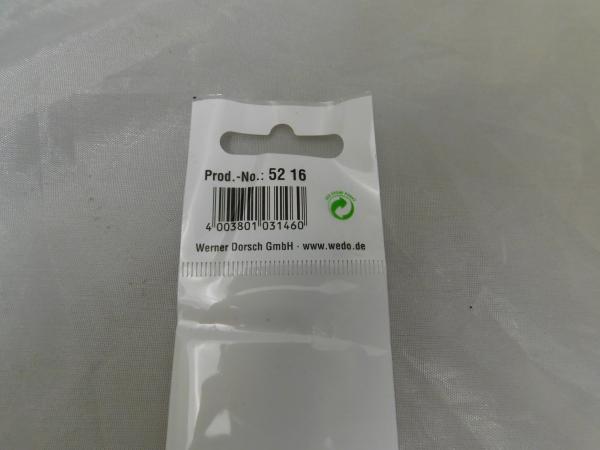 Prod.-No.: 52 16
4 003801 031460
Werner Dorsch GmbH · www.wedo.de